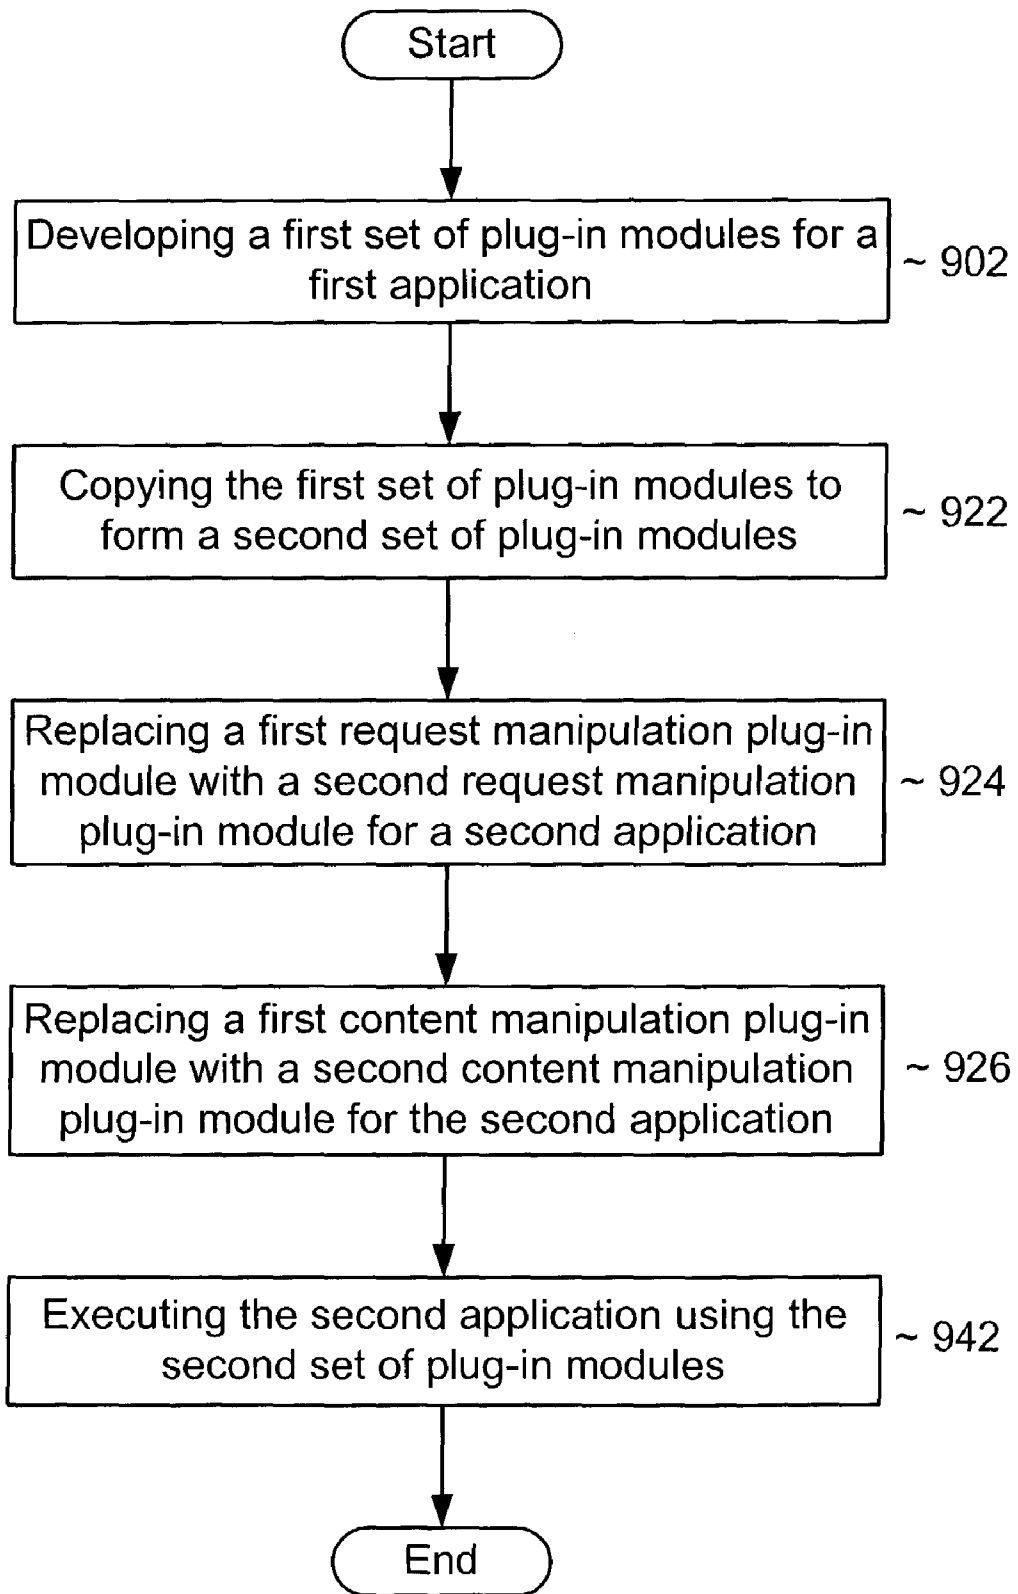 Start
Developing a first set of plug-in modules for a
first application
~ 902
Copying the first set of plug-in modules to
form a second set of plug-in modules
~ 922
Replacing a first request manipulation plug-in
module with a second request manipulation
plug-in module for a second application
~ 924
Replacing a first content manipulation plug-in
module with a second content manipulation
plug-in module for the second application
~ 926
Executing the second application using the
second set of plug-in modules
~ 942
End